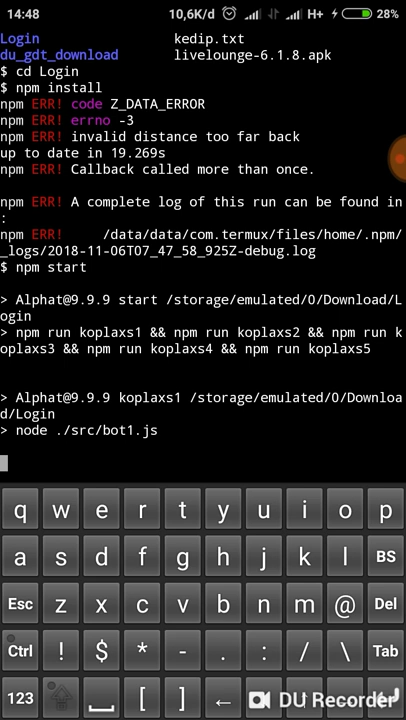 14:48 10,6K/d H+ 28%
Login kedip.txt
du_gdt_download livelounge-6.1.8.apk
$ cd Login
$ npm install
npm ERR! code Z_DATA_ERROR
npm ERR! errno -3
npm ERR! invalid distance too far back
up to date in 19.269s
npm ERR! Callback called more than once.
npm ERR! A complete log of this run can be found in
:
npm ERR! /data/data/com.termux/files/home/.npm/
_logs/2018-11-06T07_47_58_925Z-debug.log
$ npm start
> Alphat@9.9.9 start /storage/emulated/0/Download/L
ogin
> npm run koplaxs1 && npm run koplaxs2 && npm run k
oplaxs3 && npm run koplaxs4 && npm run koplaxs5
> Alphat@9.9.9 koplaxs1 /storage/emulated/0/Downloa
d/Login
> node ./src/bot1.js
q w e r t y u i o p
a s d f g h j k l BS
Esc z x c v b n m @ Del
Ctrl ! $ * - . : / \ Tab
123 [ ] ← DU Recorder